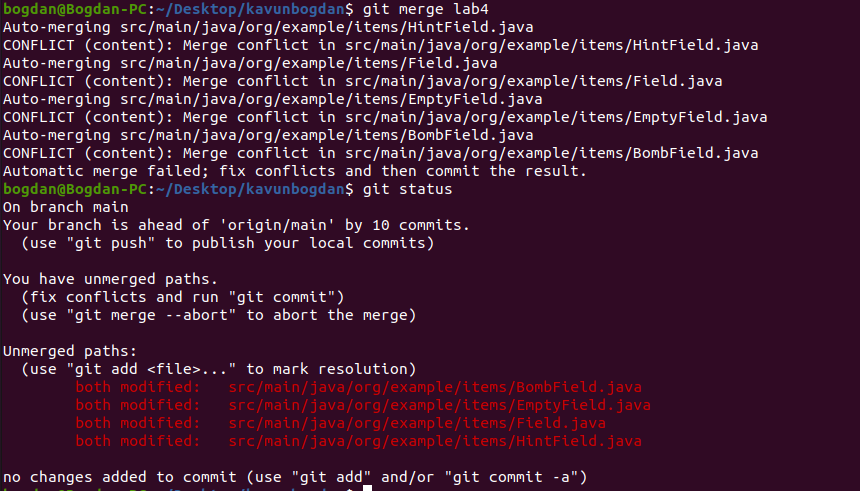 bogdan@Bogdan-PC:~/Desktop/kavunbogdan$ git merge lab4
Auto-merging src/main/java/org/example/items/HintField.java
CONFLICT (content): Merge conflict in src/main/java/org/example/items/HintField.java
Auto-merging src/main/java/org/example/items/Field.java
CONFLICT (content): Merge conflict in src/main/java/org/example/items/Field.java
Auto-merging src/main/java/org/example/items/EmptyField.java
CONFLICT (content): Merge conflict in src/main/java/org/example/items/EmptyField.java
Auto-merging src/main/java/org/example/items/BombField.java
CONFLICT (content): Merge conflict in src/main/java/org/example/items/BombField.java
Automatic merge failed; fix conflicts and then commit the result.
bogdan@Bogdan-PC:~/Desktop/kavunbogdan$ git status
On branch main
Your branch is ahead of 'origin/main' by 10 commits.
  (use "git push" to publish your local commits)

You have unmerged paths.
  (fix conflicts and run "git commit")
  (use "git merge --abort" to abort the merge)

Unmerged paths:
  (use "git add <file>..." to mark resolution)
        both modified:   src/main/java/org/example/items/BombField.java
        both modified:   src/main/java/org/example/items/EmptyField.java
        both modified:   src/main/java/org/example/items/Field.java
        both modified:   src/main/java/org/example/items/HintField.java

no changes added to commit (use "git add" and/or "git commit -a")
bogdan@Bogdan-PC:~/Desktop/kavunbogdan$